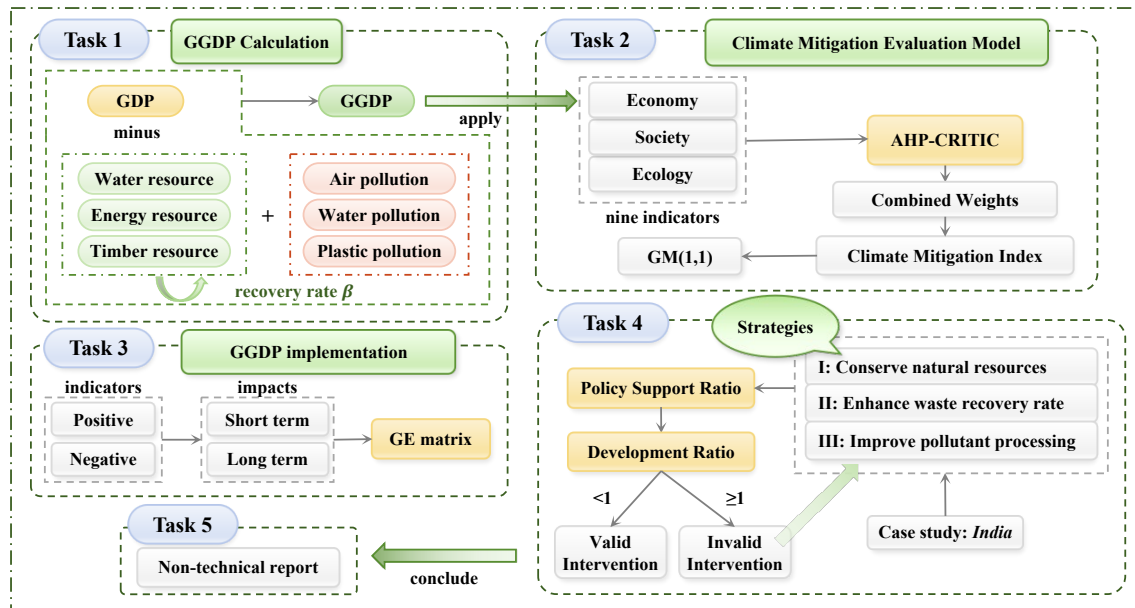 Task 1
GGDP Calculation
GDP
minus
GGDP
apply
Water resource
Energy resource
Timber resource
+
Air pollution
Water pollution
Plastic pollution
recovery rate β
Task 2
Climate Mitigation Evaluation Model
Economy
Society
Ecology
nine indicators
AHP-CRITIC
Combined Weights
Climate Mitigation Index
GM(1,1)
Task 3
GGDP implementation
indicators
impacts
Positive
Negative
Short term
Long term
GE matrix
Task 4
Strategies
I: Conserve natural resources
II: Enhance waste recovery rate
III: Improve pollutant processing
Policy Support Ratio
Development Ratio
<1
≥1
Valid
Intervention
Invalid
Intervention
Case study: India
conclude
Task 5
Non-technical report